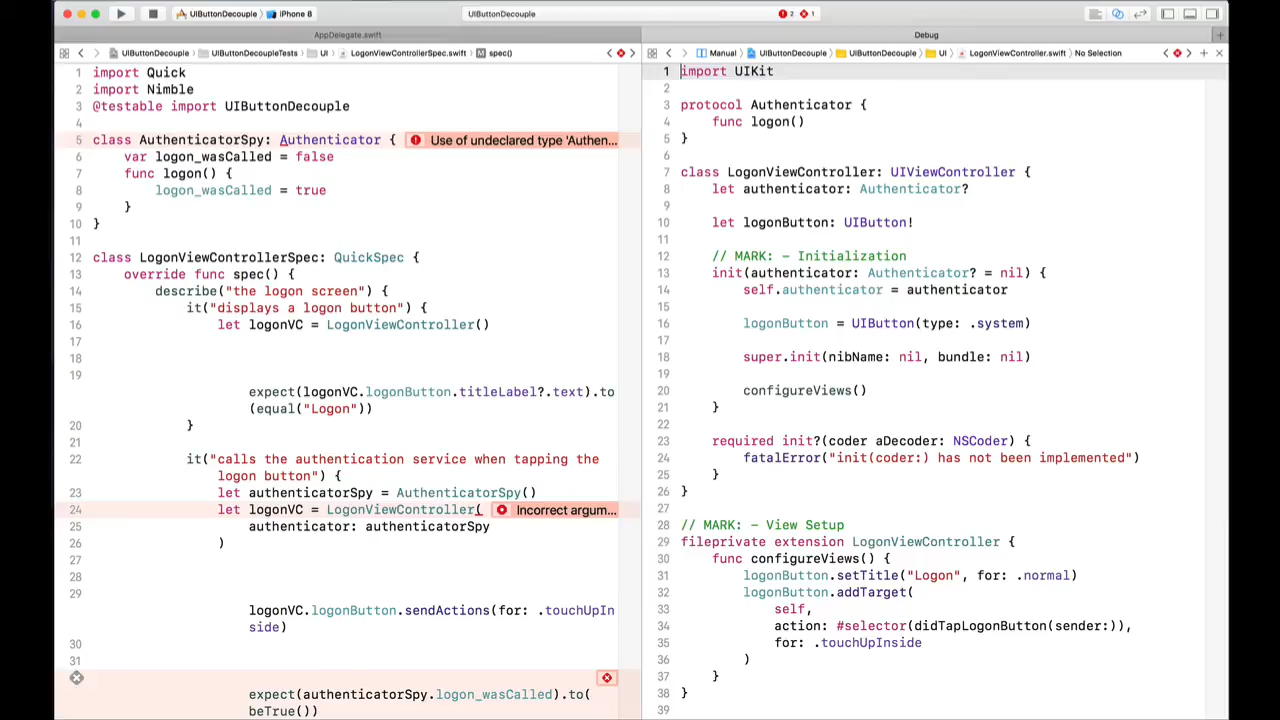 UIButtonDecouple iPhone 8
UIButtonDecouple
2 1
AppDelegate.swift
Debug
UIButtonDecouple UIButtonDecoupleTests UI LogonViewControllerSpec.swift M spec()
Manual UIButtonDecouple UIButtonDecouple UI LogonViewController.swift No Selection
1 import Quick
2 import Nimble
3 @testable import UIButtonDecouple
4
5 class AuthenticatorSpy: Authenticator { Use of undeclared type 'Authen...
6 var logon_wasCalled = false
7 func logon() {
8 logon_wasCalled = true
9 }
10 }
11
12 class LogonViewControllerSpec: QuickSpec {
13 override func spec() {
14 describe("the logon screen") {
15 it("displays a logon button") {
16 let logonVC = LogonViewController()
17
18
19
expect(logonVC.logonButton.titleLabel?.text).to
(equal("Logon"))
20 }
21
22 it("calls the authentication service when tapping the
logon button") {
23 let authenticatorSpy = AuthenticatorSpy()
24 let logonVC = LogonViewController( Incorrect argum...
25 authenticator: authenticatorSpy
26 )
27
28
29
logonVC.logonButton.sendActions(for: .touchUpIn
side)
30
31
expect(authenticatorSpy.logon_wasCalled).to(
beTrue())
1 import UIKit
2
3 protocol Authenticator {
4 func logon()
5 }
6
7 class LogonViewController: UIViewController {
8 let authenticator: Authenticator?
9
10 let logonButton: UIButton!
11
12 // MARK: - Initialization
13 init(authenticator: Authenticator? = nil) {
14 self.authenticator = authenticator
15
16 logonButton = UIButton(type: .system)
17
18 super.init(nibName: nil, bundle: nil)
19
20 configureViews()
21 }
22
23 required init?(coder aDecoder: NSCoder) {
24 fatalError("init(coder:) has not been implemented")
25 }
26 }
27
28 // MARK: - View Setup
29 fileprivate extension LogonViewController {
30 func configureViews() {
31 logonButton.setTitle("Logon", for: .normal)
32 logonButton.addTarget(
33 self,
34 action: #selector(didTapLogonButton(sender:)),
35 for: .touchUpInside
36 )
37 }
38 }
39